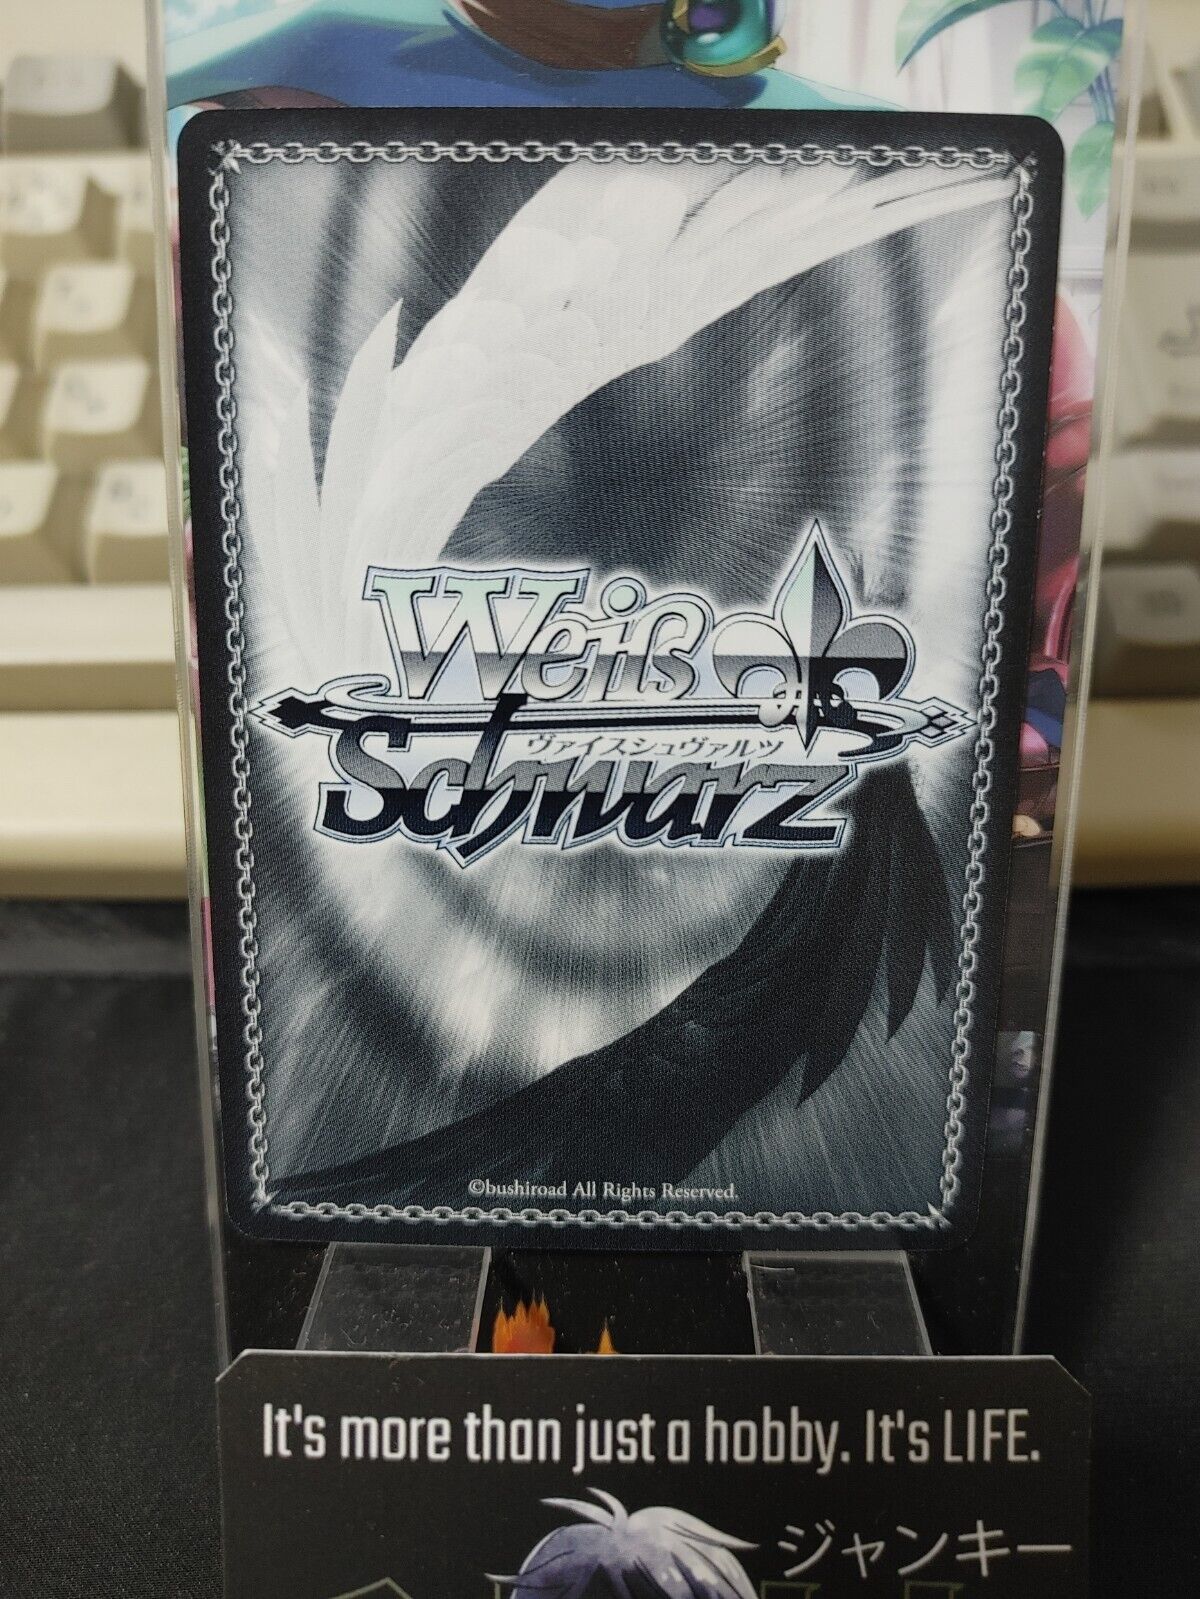 Weiß
Schwarz
ヴァイスシュヴァルツ
©bushiroad All Rights Reserved.
It's more than just a hobby. It's LIFE.
ジャンキー